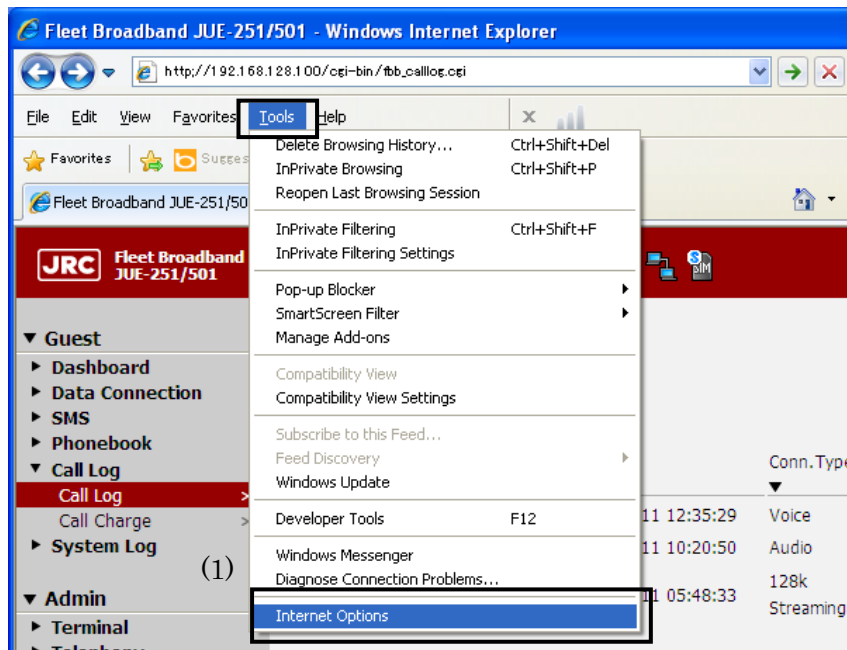 Fleet Broadband JUE-251/501 - Windows Internet Explorer
http://192.168.128.100/cgi-bin/fbb_calllog.cgi
File Edit View Favorites Tools Help X
Favorites Sugges
Fleet Broadband JUE-251/50
JRC
Fleet Broadband
JUE-251/501
Guest
Dashboard
Data Connection
SMS
Phonebook
Call Log
Call Log >
Call Charge >
System Log
Admin
Terminal
Telephony
(1)
Delete Browsing History... Ctrl+Shift+Del
InPrivate Browsing Ctrl+Shift+P
Reopen Last Browsing Session
InPrivate Filtering Ctrl+Shift+F
InPrivate Filtering Settings
Pop-up Blocker
SmartScreen Filter
Manage Add-ons
Compatibility View
Compatibility View Settings
Subscribe to this Feed...
Feed Discovery
Windows Update
Developer Tools F12
Windows Messenger
Diagnose Connection Problems...
Internet Options
S
SIM
Conn.Type
11 12:35:29 Voice
11 10:20:50 Audio
11 05:48:33 128k
Streaming